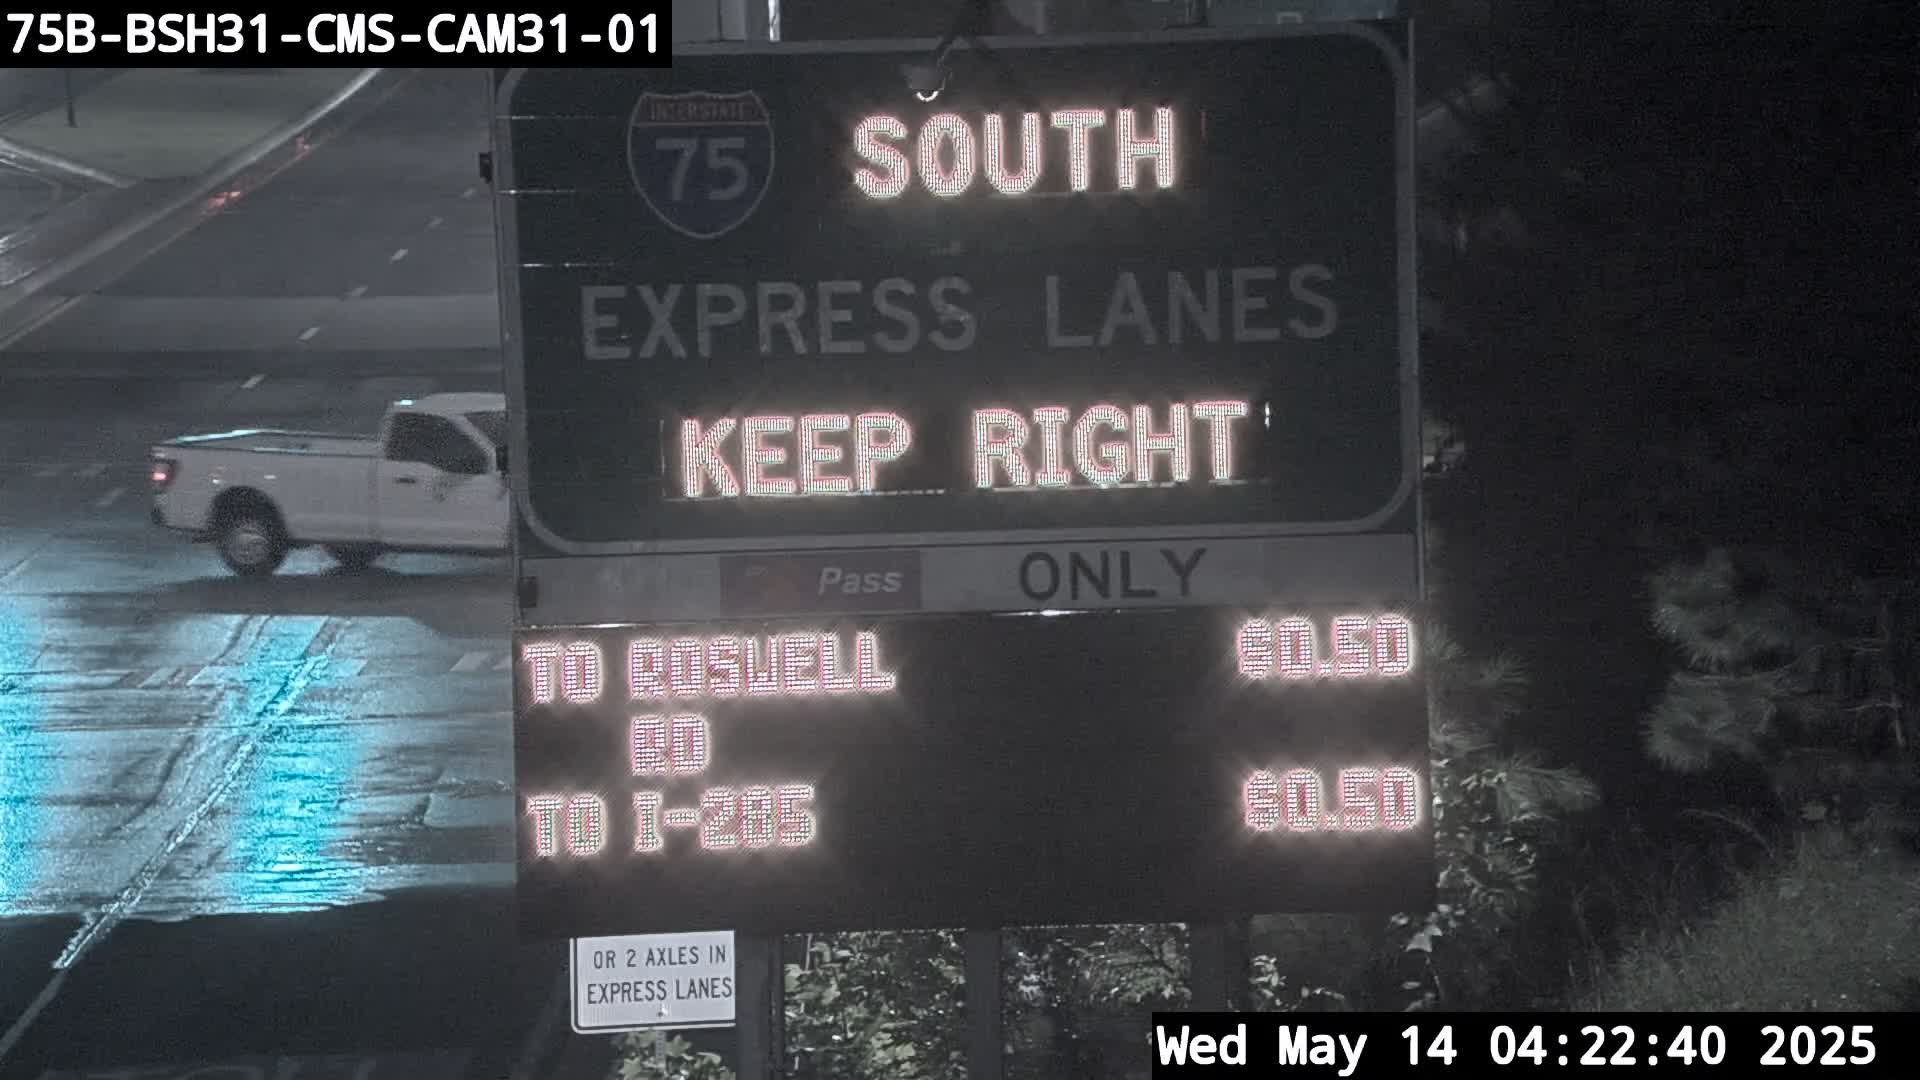 75B-BSH31-CMS-CAM31-01
INTERSTATE
75
SOUTH
EXPRESS LANES
KEEP RIGHT
Pass ONLY
TO ROSWELL $0.50
RD
TO I-285 $0.50
OR 2 AXLES IN
EXPRESS LANES
Wed May 14 04:22:40 2025